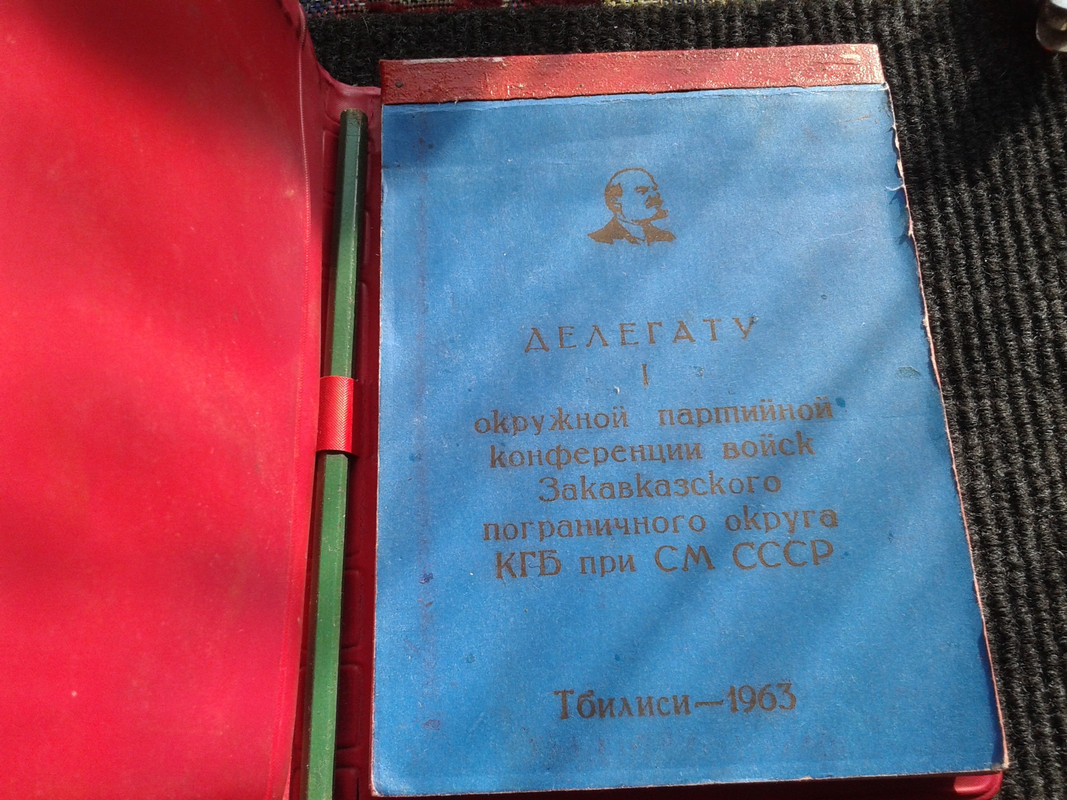 ДЕЛЕГАТУ
I
окружной партийной
конференции войск
Закавказского
пограничного округа
КГБ при СМ СССР
Тбилиси—1963